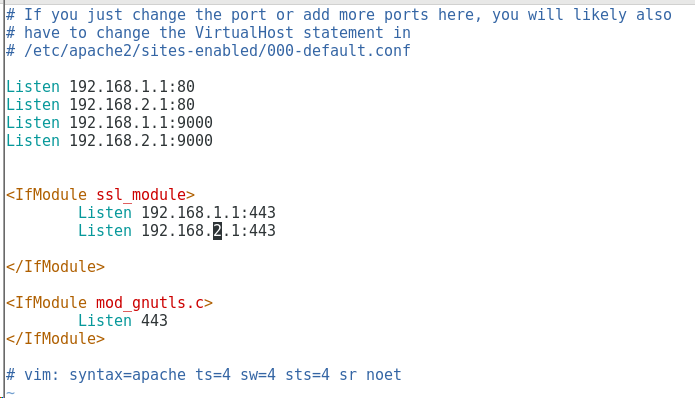 # If you just change the port or add more ports here, you will likely also
# have to change the VirtualHost statement in
# /etc/apache2/sites-enabled/000-default.conf
Listen 192.168.1.1:80
Listen 192.168.2.1:80
Listen 192.168.1.1:9000
Listen 192.168.2.1:9000
<IfModule ssl_module>
Listen 192.168.1.1:443
Listen 192.168.2.1:443
</IfModule>
<IfModule mod_gnutls.c>
Listen 443
</IfModule>
# vim: syntax=apache ts=4 sw=4 sts=4 sr noet
~